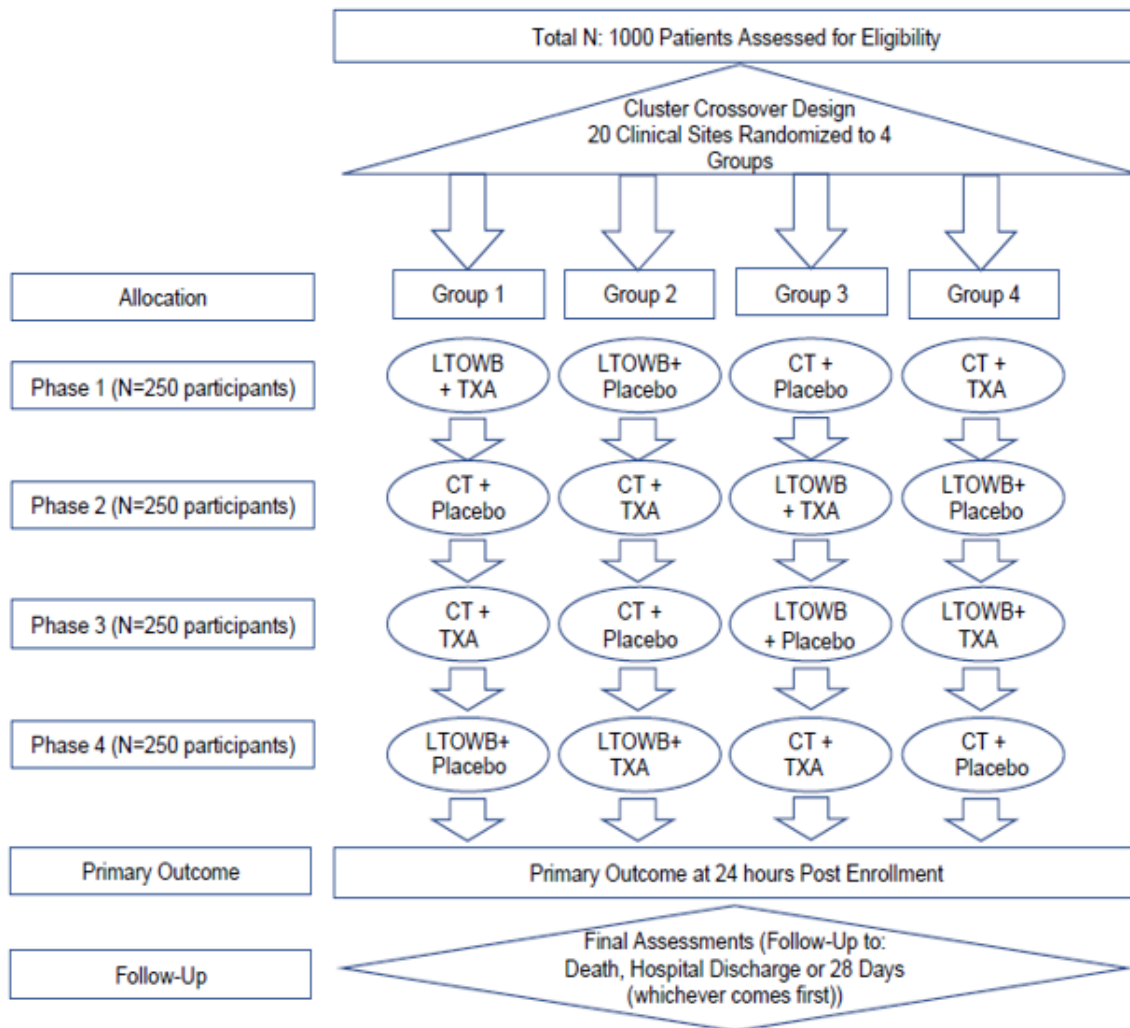 Total N: 1000 Patients Assessed for Eligibility
Cluster Crossover Design
20 Clinical Sites Randomized to 4
Groups
Allocation
Group 1
Group 2
Group 3
Group 4
Phase 1 (N=250 participants)
LTOWB
+ TXA
LTOWB+
Placebo
CT +
Placebo
CT +
TXA
Phase 2 (N=250 participants)
CT +
Placebo
CT +
TXA
LTOWB
+ TXA
LTOWB+
Placebo
Phase 3 (N=250 participants)
CT +
TXA
CT +
Placebo
LTOWB
+ Placebo
LTOWB+
TXA
Phase 4 (N=250 participants)
LTOWB+
Placebo
LTOWB+
TXA
CT +
TXA
CT +
Placebo
Primary Outcome
Primary Outcome at 24 hours Post Enrollment
Follow-Up
Final Assessments (Follow-Up to:
Death, Hospital Discharge or 28 Days
(whichever comes first))